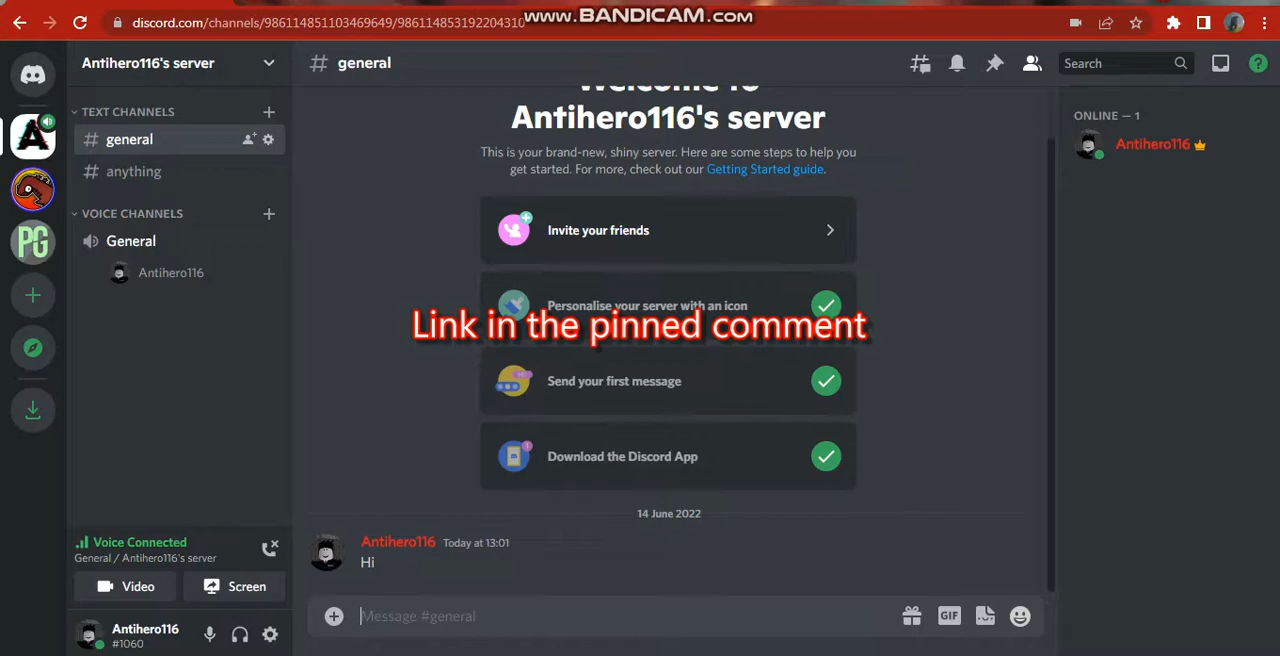 www.BANDICAM.com
discord.com/channels/986114851103469649/986114853192204310
Antihero116's server
general
Search
TEXT CHANNELS
general
anything
VOICE CHANNELS
General
Antihero116
Welcome to
Antihero116's server
This is your brand-new, shiny server. Here are some steps to help you
get started. For more, check out our Getting Started guide.
Invite your friends
Personalise your server with an icon
Link in the pinned comment
Send your first message
Download the Discord App
14 June 2022
Antihero116 Today at 13:01
Hi
Message #general
GIF
ONLINE — 1
Antihero116
Voice Connected
General / Antihero116's server
Video
Screen
Antihero116
#1060
PG